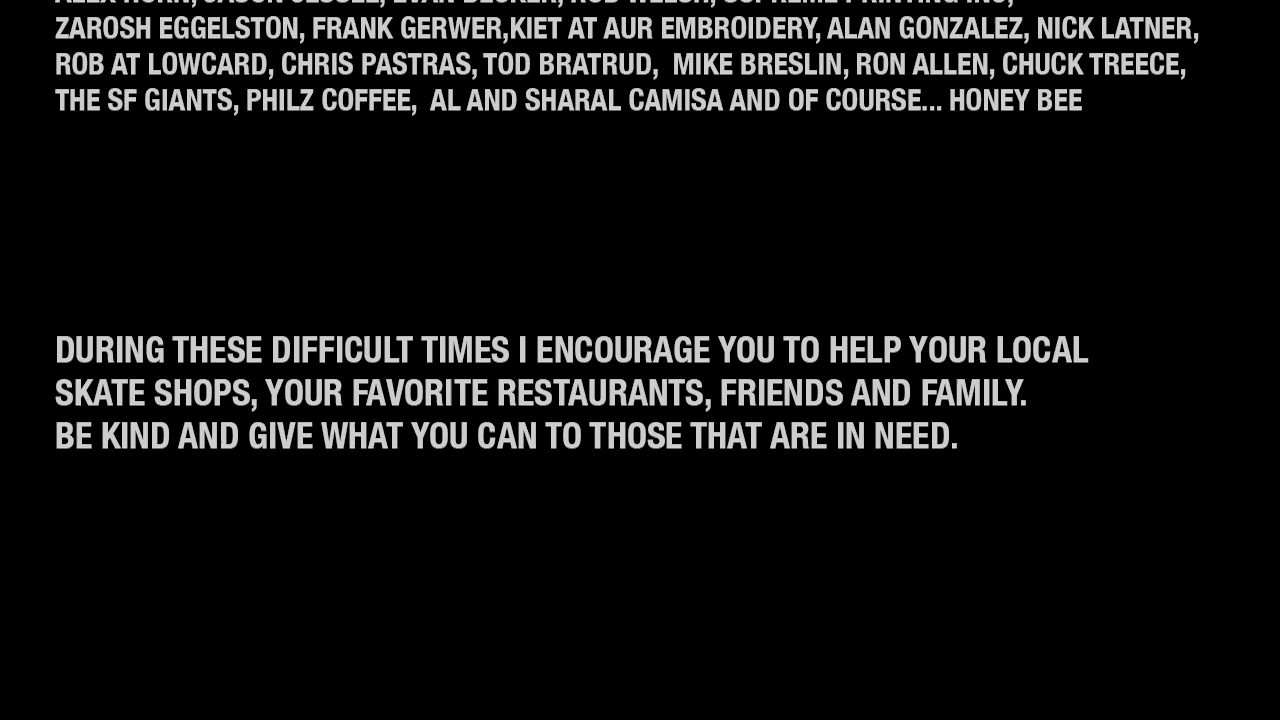 ZAROSH EGGELSTON, FRANK GERWER,KIET AT AUR EMBROIDERY, ALAN GONZALEZ, NICK LATNER,
ROB AT LOWCARD, CHRIS PASTRAS, TOD BRATRUD, MIKE BRESLIN, RON ALLEN, CHUCK TREECE,
THE SF GIANTS, PHILZ COFFEE, AL AND SHARAL CAMISA AND OF COURSE... HONEY BEE
DURING THESE DIFFICULT TIMES I ENCOURAGE YOU TO HELP YOUR LOCAL
SKATE SHOPS, YOUR FAVORITE RESTAURANTS, FRIENDS AND FAMILY.
BE KIND AND GIVE WHAT YOU CAN TO THOSE THAT ARE IN NEED.